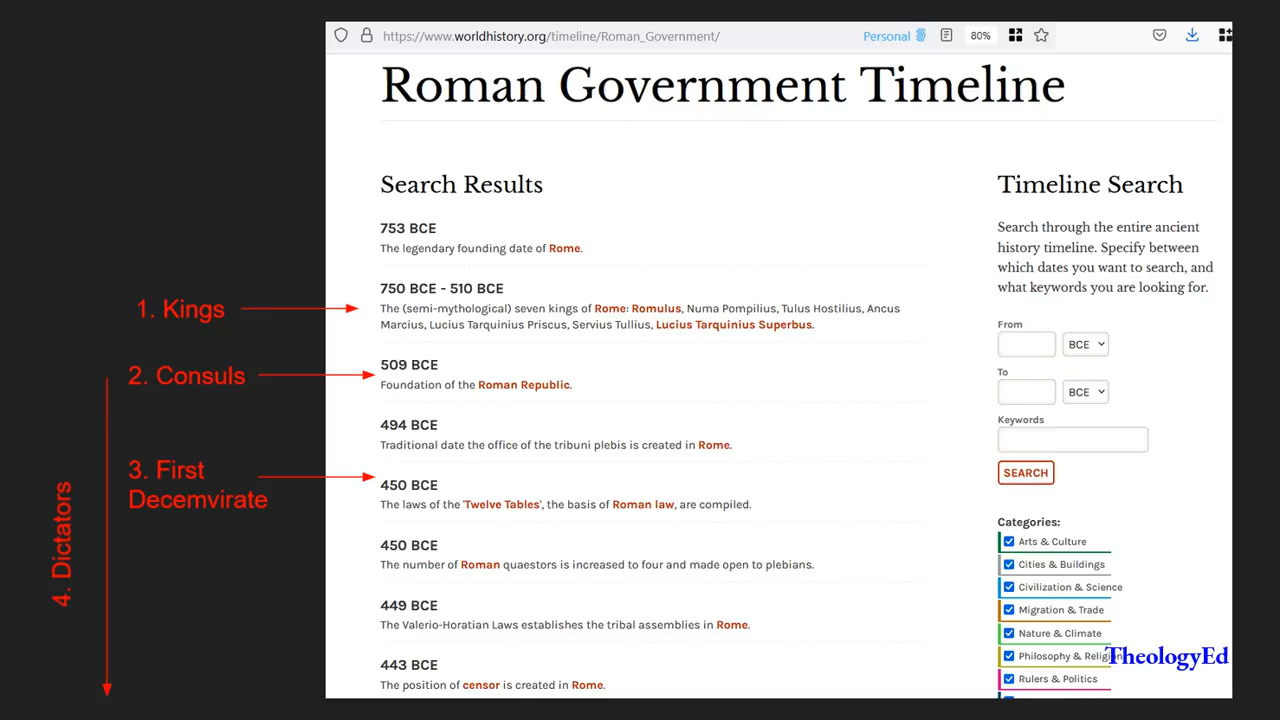 https://www.worldhistory.org/timeline/Roman_Government/
Personal
80%
Roman Government Timeline
Search Results
753 BCE
The legendary founding date of Rome.
750 BCE - 510 BCE
The (semi-mythological) seven kings of Rome: Romulus, Numa Pompilius, Tulus Hostilius, Ancus
Marcius, Lucius Tarquinius Priscus, Servius Tullius, Lucius Tarquinius Superbus.
509 BCE
Foundation of the Roman Republic.
494 BCE
Traditional date the office of the tribuni plebis is created in Rome.
450 BCE
The laws of the 'Twelve Tables', the basis of Roman law, are compiled.
450 BCE
The number of Roman quaestors is increased to four and made open to plebians.
449 BCE
The Valerio-Horatian Laws establishes the tribal assemblies in Rome.
443 BCE
The position of censor is created in Rome.
1. Kings
2. Consuls
3. First
Decemvirate
4. Dictators
Timeline Search
Search through the entire ancient
history timeline. Specify between
which dates you want to search, and
what keywords you are looking for.
From
BCE
To
BCE
Keywords
SEARCH
Categories:
Arts & Culture
Cities & Buildings
Civilization & Science
Migration & Trade
Nature & Climate
Philosophy & Religion
Rulers & Politics
TheologyEd